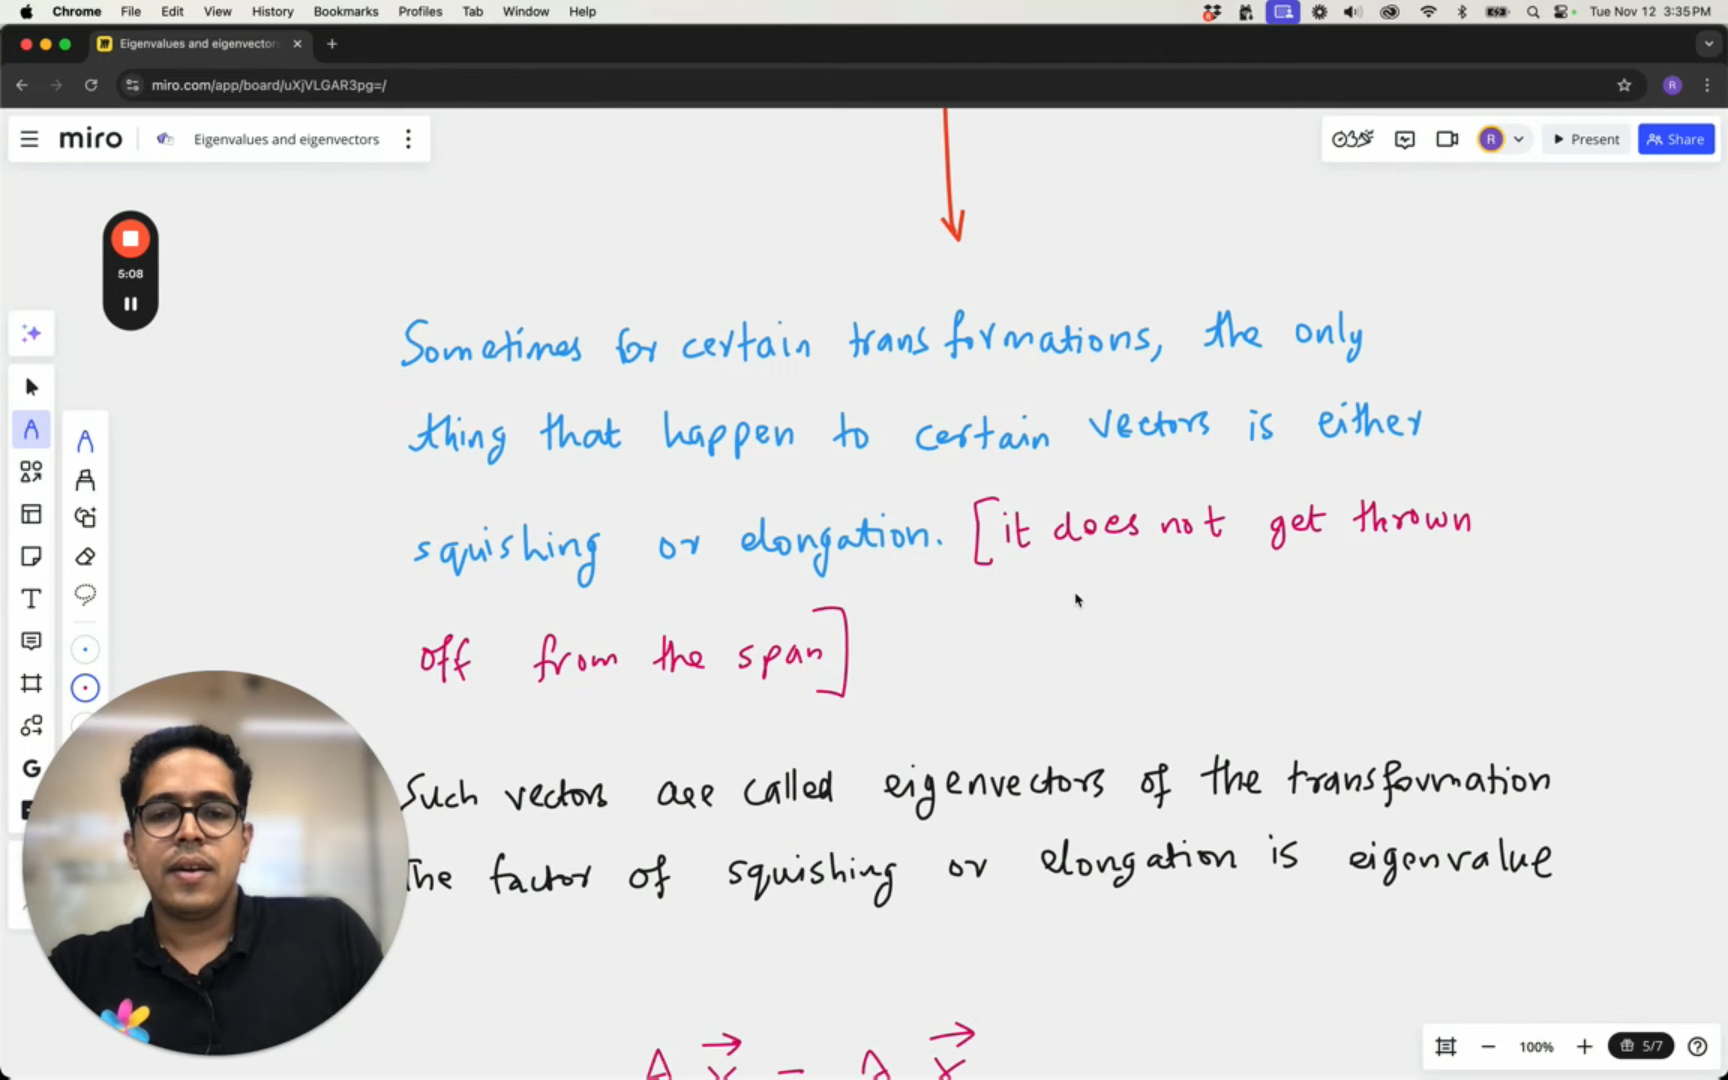 Chrome File Edit View History Bookmarks Profiles Tab Window Help Tue Nov 12 3:35 PM
Eigenvalues and eigenvector
miro.com/app/board/uXjVLGAR3pg=/ R
miro Eigenvalues and eigenvectors R Present Share
5:08
Sometimes for certain transformations, the only
thing that happen to certain vectors is either
squishing or elongation. [it does not get thrown
off from the span]
Such vectors are called eigenvectors of the transformation
The factor of squishing or elongation is eigenvalue
100% 5/7